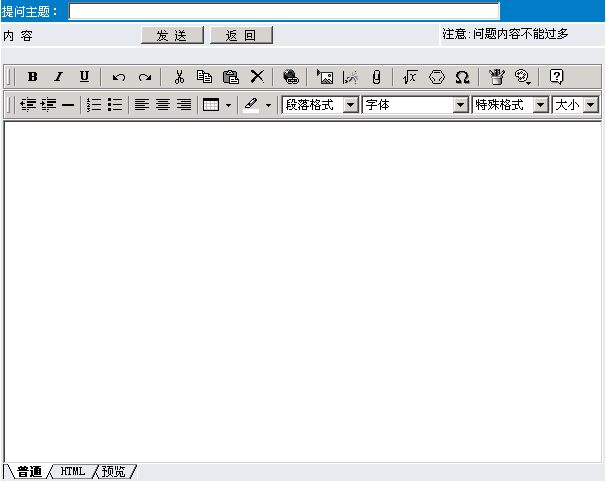 提问主题：
内 容 发 送 返 回 注意:问题内容不能过多
B I U
段落格式 字体 特殊格式 大小
普通 HTML 预览